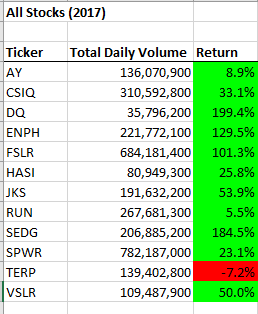 All Stocks (2017)
Ticker Total Daily Volume Return
AY 136,070,900 8.9%
CSIQ 310,592,800 33.1%
DQ 35,796,200 199.4%
ENPH 221,772,100 129.5%
FSLR 684,181,400 101.3%
HASI 80,949,300 25.8%
JKS 191,632,200 53.9%
RUN 267,681,300 5.5%
SEDG 206,885,200 184.5%
SPWR 782,187,000 23.1%
TERP 139,402,800 -7.2%
VSLR 109,487,900 50.0%